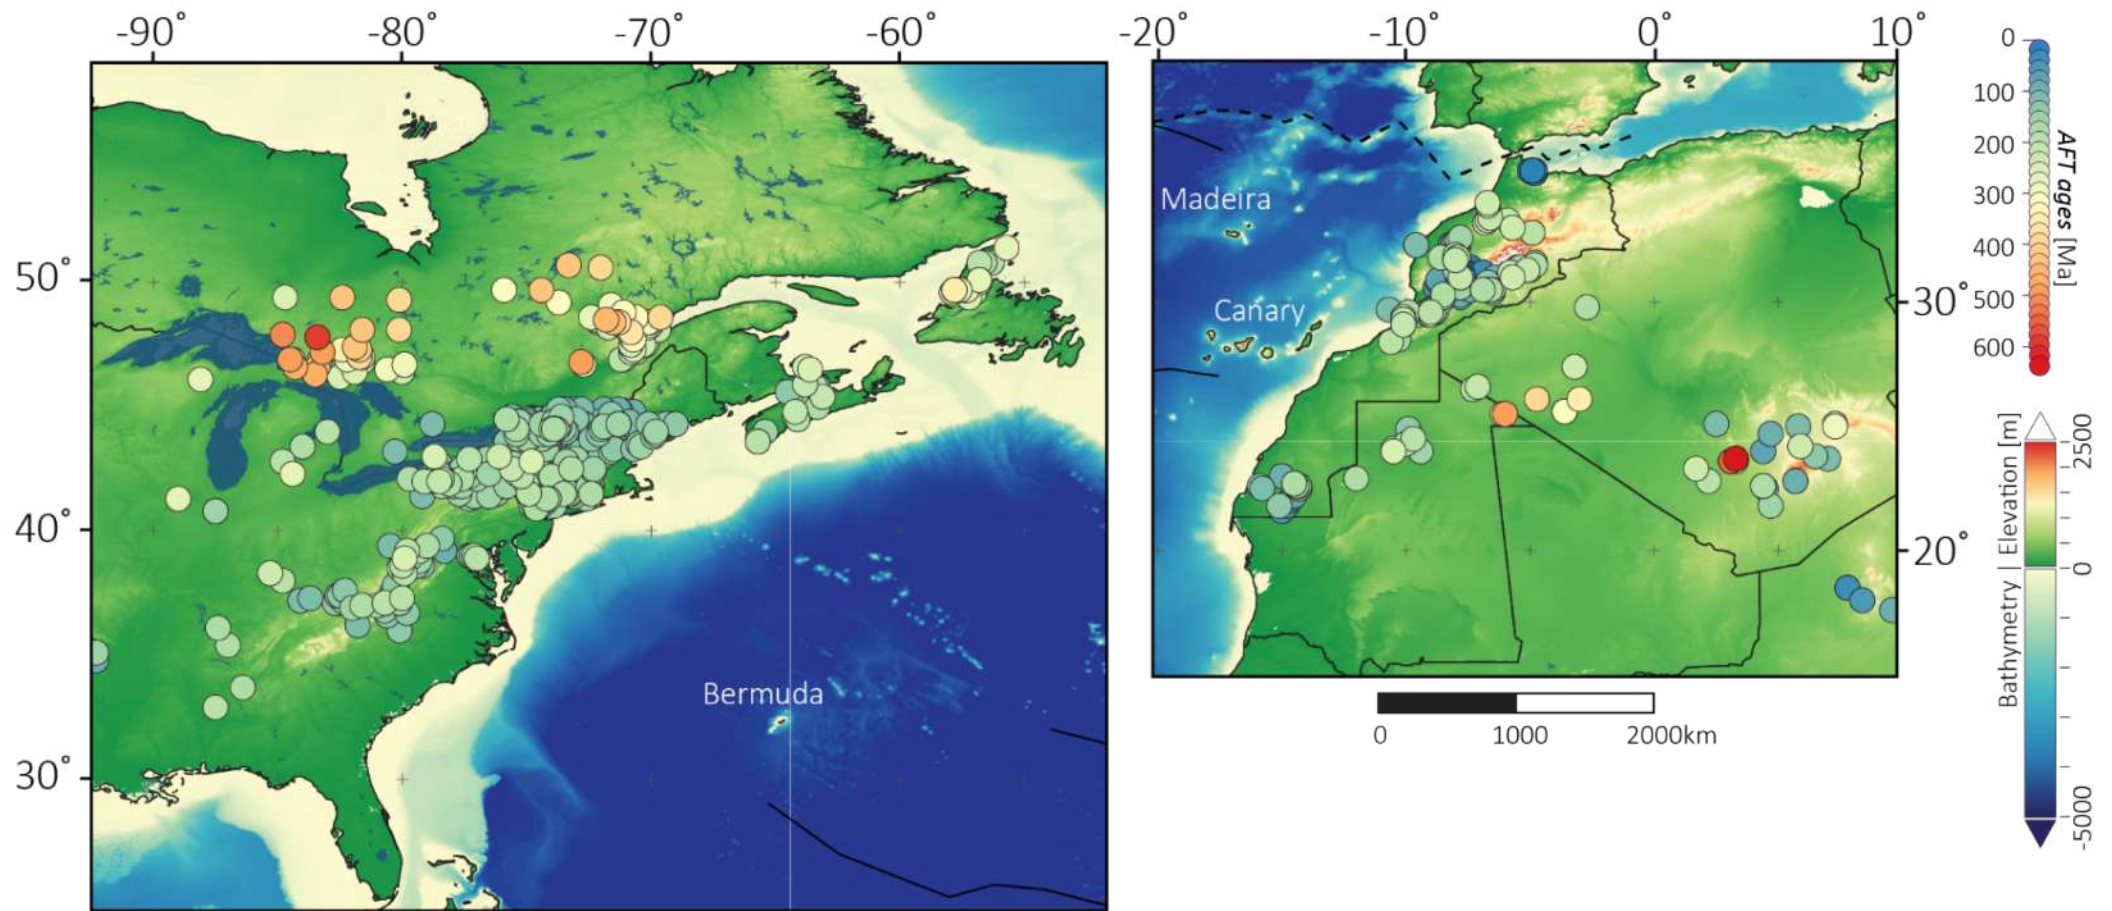 -90° -80° -70° -60°
-20° -10° 0° 10°
50°
40°
30°
Bermuda
Madeira
Canary
30°
20°
0 1000 2000km
0
100
200
300
400
500
600
AFT ages [Ma]
Bathymetry | Elevation [m]
2500
0
-5000